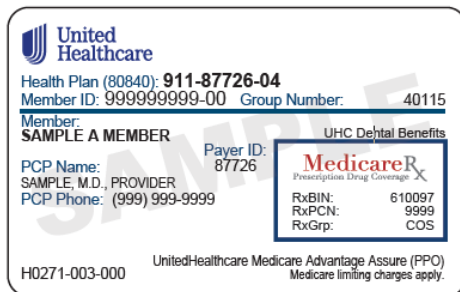 United
Healthcare
Health Plan (80840): 911-87726-04
Member ID: 999999999-00 Group Number: 40115
Member:
SAMPLE A MEMBER
UHC Dental Benefits
Payer ID:
87726
PCP Name:
SAMPLE, M.D., PROVIDER
PCP Phone: (999) 999-9999
MedicareRx
Prescription Drug Coverage
RxBIN: 610097
RxPCN: 9999
RxGrp: COS
UnitedHealthcare Medicare Advantage Assure (PPO)
H0271-003-000
Medicare limiting charges apply.
SAMPLE